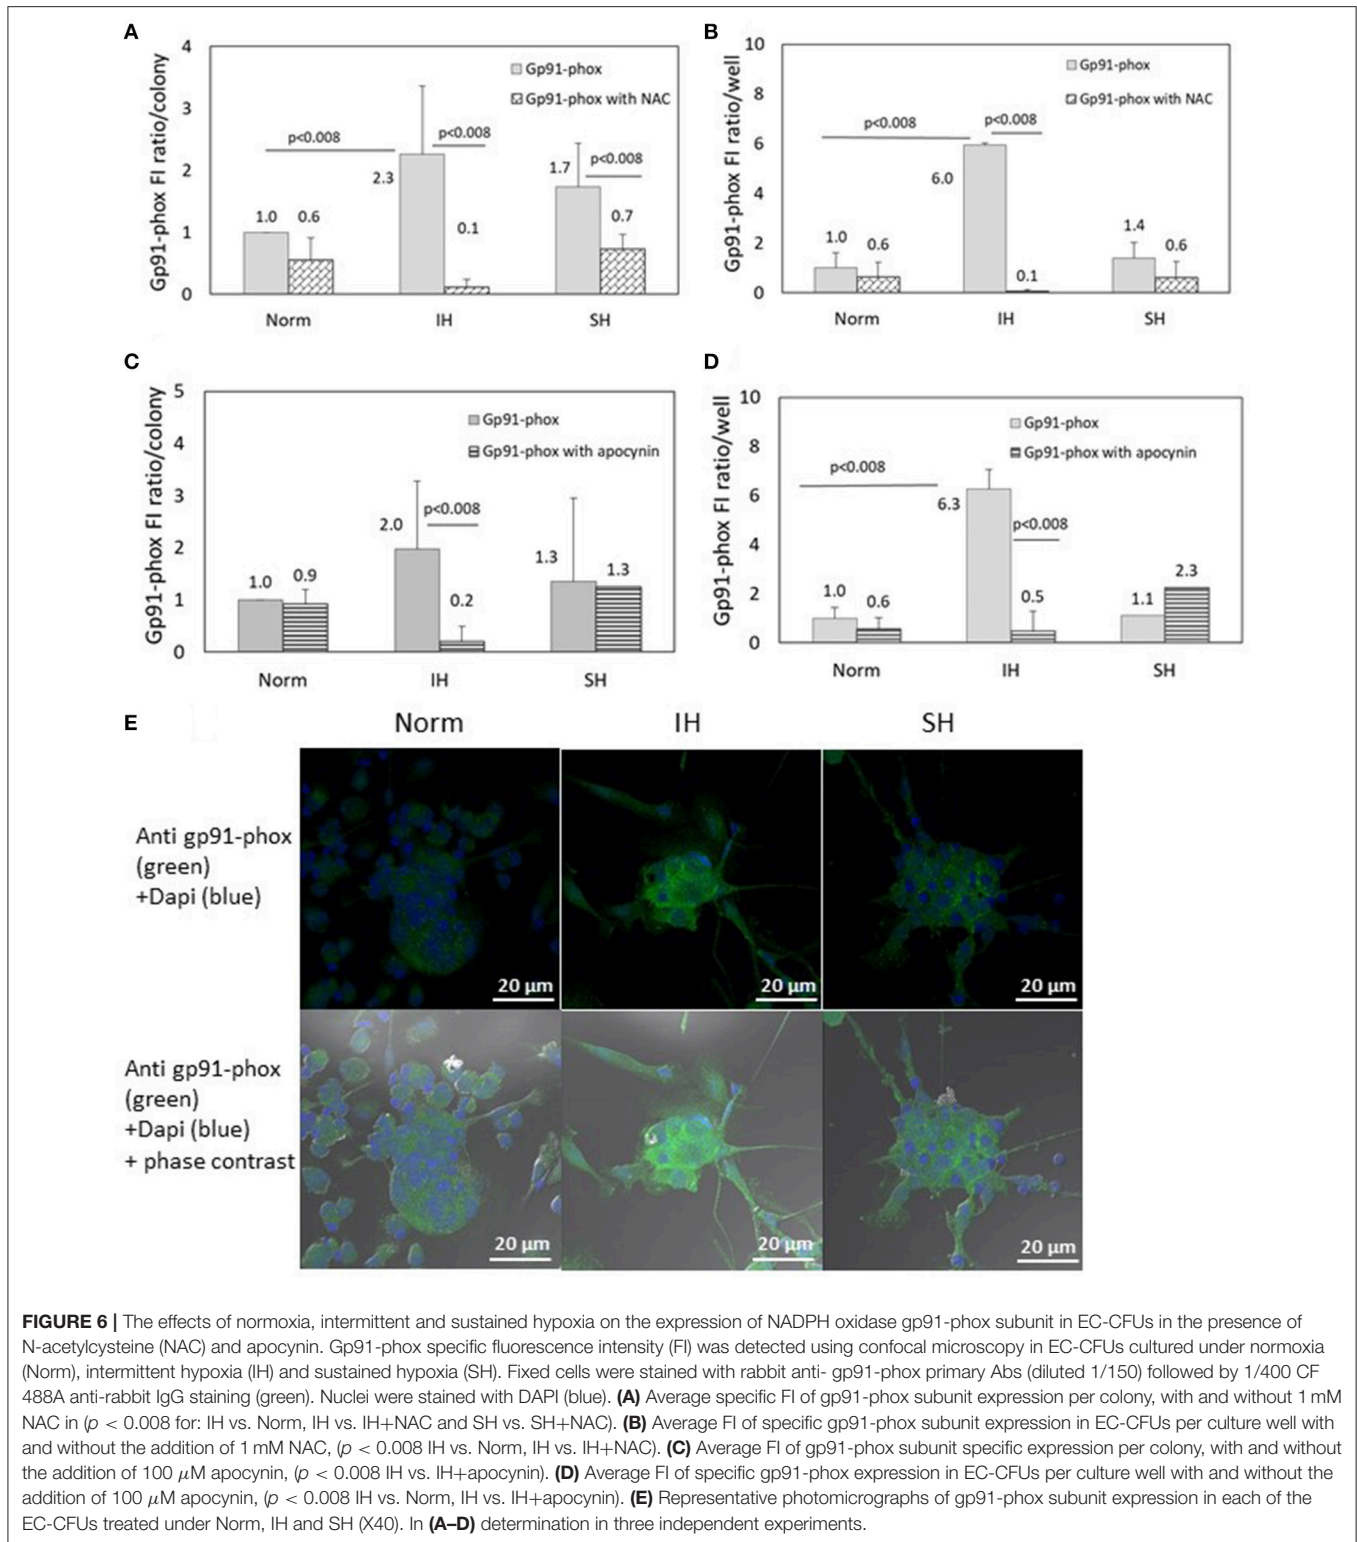 A
Gp91-phox FI ratio/colony
4
3
2
1
0
Gp91-phox
Gp91-phox with NAC
p<0.008
p<0.008
p<0.008
1.0
0.6
2.3
0.1
1.7
0.7
Norm
IH
SH
B
Gp91-phox FI ratio/well
10
8
6
4
2
0
Gp91-phox
Gp91-phox with NAC
p<0.008
p<0.008
1.0
0.6
6.0
0.1
1.4
0.6
Norm
IH
SH
C
Gp91-phox FI ratio/colony
5
4
3
2
1
0
Gp91-phox
Gp91-phox with apocynin
p<0.008
1.0
0.9
2.0
0.2
1.3
1.3
Norm
IH
SH
D
Gp91-phox FI ratio/well
10
8
6
4
2
0
Gp91-phox
Gp91-phox with apocynin
p<0.008
p<0.008
1.0
0.6
6.3
0.5
1.1
2.3
Norm
IH
SH
E
Norm
IH
SH
Anti gp91-phox
(green)
+Dapi (blue)
20 µm
20 µm
20 µm
Anti gp91-phox
(green)
+Dapi (blue)
+ phase contrast
20 µm
20 µm
20 µm
FIGURE 6 | The effects of normoxia, intermittent and sustained hypoxia on the expression of NADPH oxidase gp91-phox subunit in EC-CFUs in the presence of
N-acetylcysteine (NAC) and apocynin. Gp91-phox specific fluorescence intensity (FI) was detected using confocal microscopy in EC-CFUs cultured under normoxia
(Norm), intermittent hypoxia (IH) and sustained hypoxia (SH). Fixed cells were stained with rabbit anti- gp91-phox primary Abs (diluted 1/150) followed by 1/400 CF
488A anti-rabbit IgG staining (green). Nuclei were stained with DAPI (blue). (A) Average specific FI of gp91-phox subunit expression per colony, with and without 1 mM
NAC in (p < 0.008 for: IH vs. Norm, IH vs. IH+NAC and SH vs. SH+NAC). (B) Average FI of specific gp91-phox subunit expression in EC-CFUs per culture well with
and without the addition of 1 mM NAC, (p < 0.008 IH vs. Norm, IH vs. IH+NAC). (C) Average FI of gp91-phox subunit specific expression per colony, with and without
the addition of 100 µM apocynin, (p < 0.008 IH vs. IH+apocynin). (D) Average FI of specific gp91-phox expression in EC-CFUs per culture well with and without the
addition of 100 µM apocynin, (p < 0.008 IH vs. Norm, IH vs. IH+apocynin). (E) Representative photomicrographs of gp91-phox subunit expression in each of the
EC-CFUs treated under Norm, IH and SH (X40). In (A–D) determination in three independent experiments.